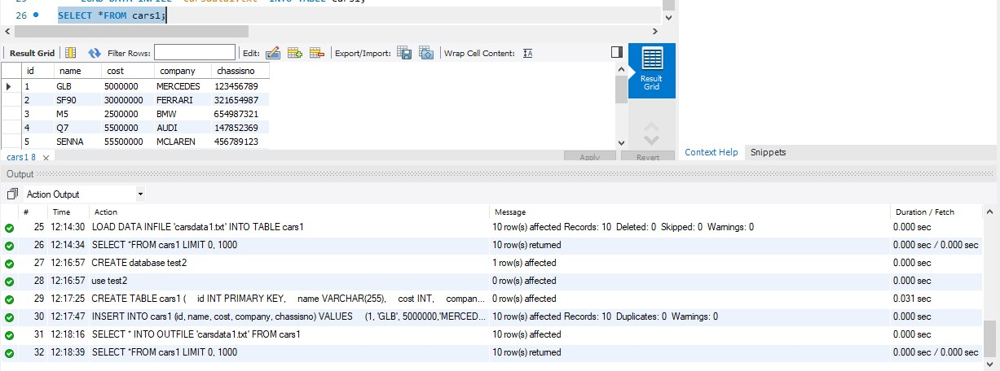 26 SELECT *FROM cars1;
Result Grid Filter Rows: Edit: Export/Import: Wrap Cell Content:
Result Grid
id name cost company chassisno
1 GLB 5000000 MERCEDES 123456789
2 SF90 30000000 FERRARI 321654987
3 M5 2500000 BMW 654987321
4 Q7 5500000 AUDI 147852369
5 SENNA 55500000 MCLAREN 456789123
cars1 8 Apply Revert
Context Help Snippets
Output
Action Output
# Time Action Message Duration / Fetch
25 12:14:30 LOAD DATA INFILE 'carsdata1.txt' INTO TABLE cars1 10 row(s) affected Records: 10 Deleted: 0 Skipped: 0 Warnings: 0 0.000 sec
26 12:14:34 SELECT *FROM cars1 LIMIT 0, 1000 10 row(s) returned 0.000 sec / 0.000 sec
27 12:16:57 CREATE database test2 1 row(s) affected 0.000 sec
28 12:16:57 use test2 0 row(s) affected 0.000 sec
29 12:17:25 CREATE TABLE cars1 ( id INT PRIMARY KEY, name VARCHAR(255), cost INT, compan... 0 row(s) affected 0.031 sec
30 12:17:47 INSERT INTO cars1 (id, name, cost, company, chassisno) VALUES (1, 'GLB', 5000000,'MERCED... 10 row(s) affected Records: 10 Duplicates: 0 Warnings: 0 0.000 sec
31 12:18:16 SELECT * INTO OUTFILE 'carsdata1.txt' FROM cars1 10 row(s) affected 0.000 sec
32 12:18:39 SELECT *FROM cars1 LIMIT 0, 1000 10 row(s) returned 0.000 sec / 0.000 sec